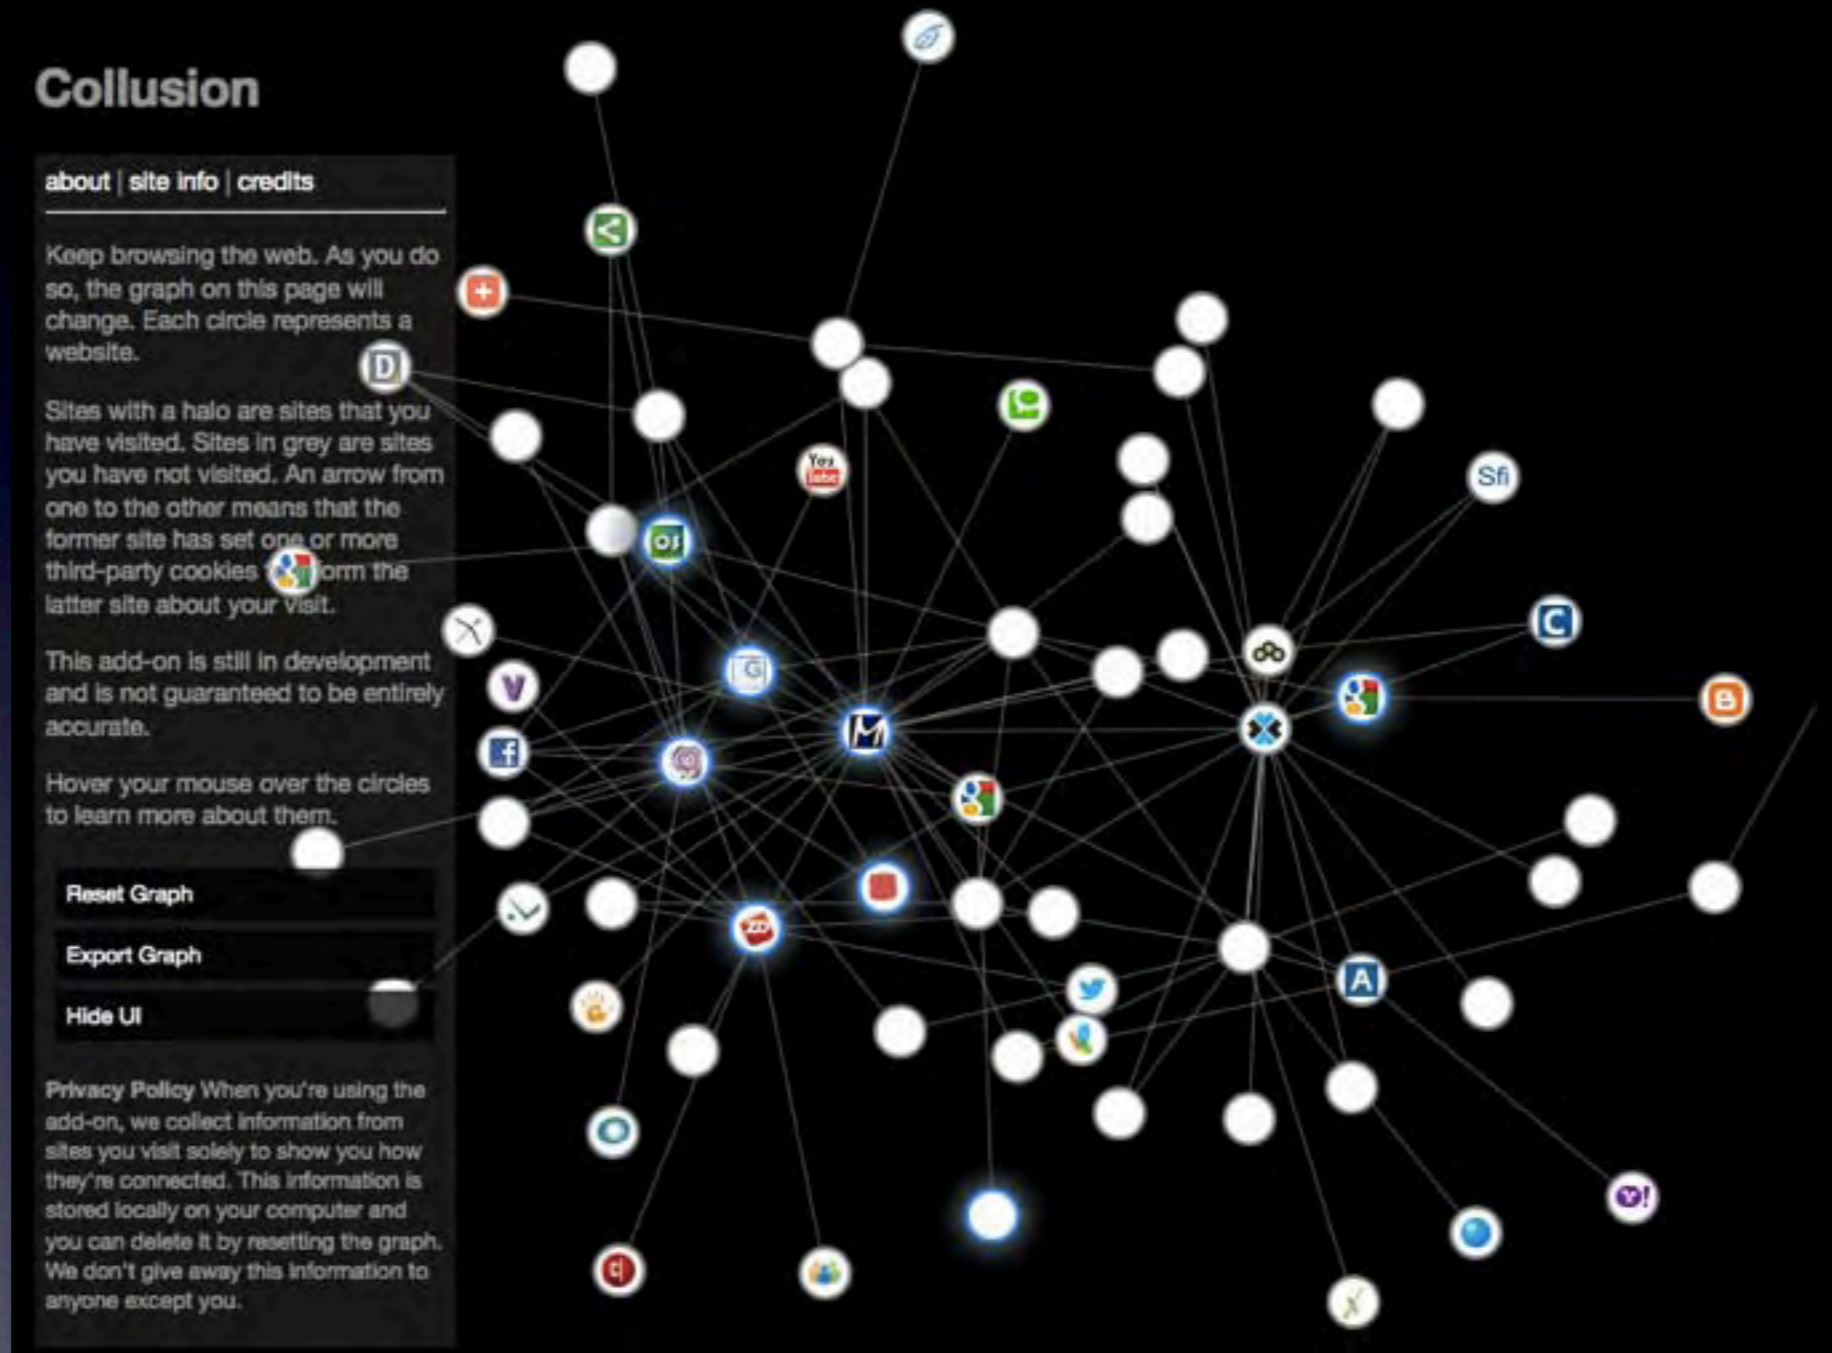 Collusion
about | site info | credits
Keep browsing the web. As you do
so, the graph on this page will
change. Each circle represents a
website.
D
Sites with a halo are sites that you
have visited. Sites in grey are sites
you have not visited. An arrow from
one to the other means that the
former site has set one or more
third-party cookies orm the
latter site about your visit.
This add-on is still in development
and is not guaranteed to be entirely
accurate.
Hover your mouse over the circles
to learn more about them.
Reset Graph
Export Graph
Hide UI
Privacy Policy When you're using the
add-on, we collect information from
sites you visit solely to show you how
they're connected. This information is
stored locally on your computer and
you can delete it by resetting the graph.
We don't give away this information to
anyone except you.
You
Tube
Sfi
OS
C
G
V
M
B
f
ZD
A
Y!